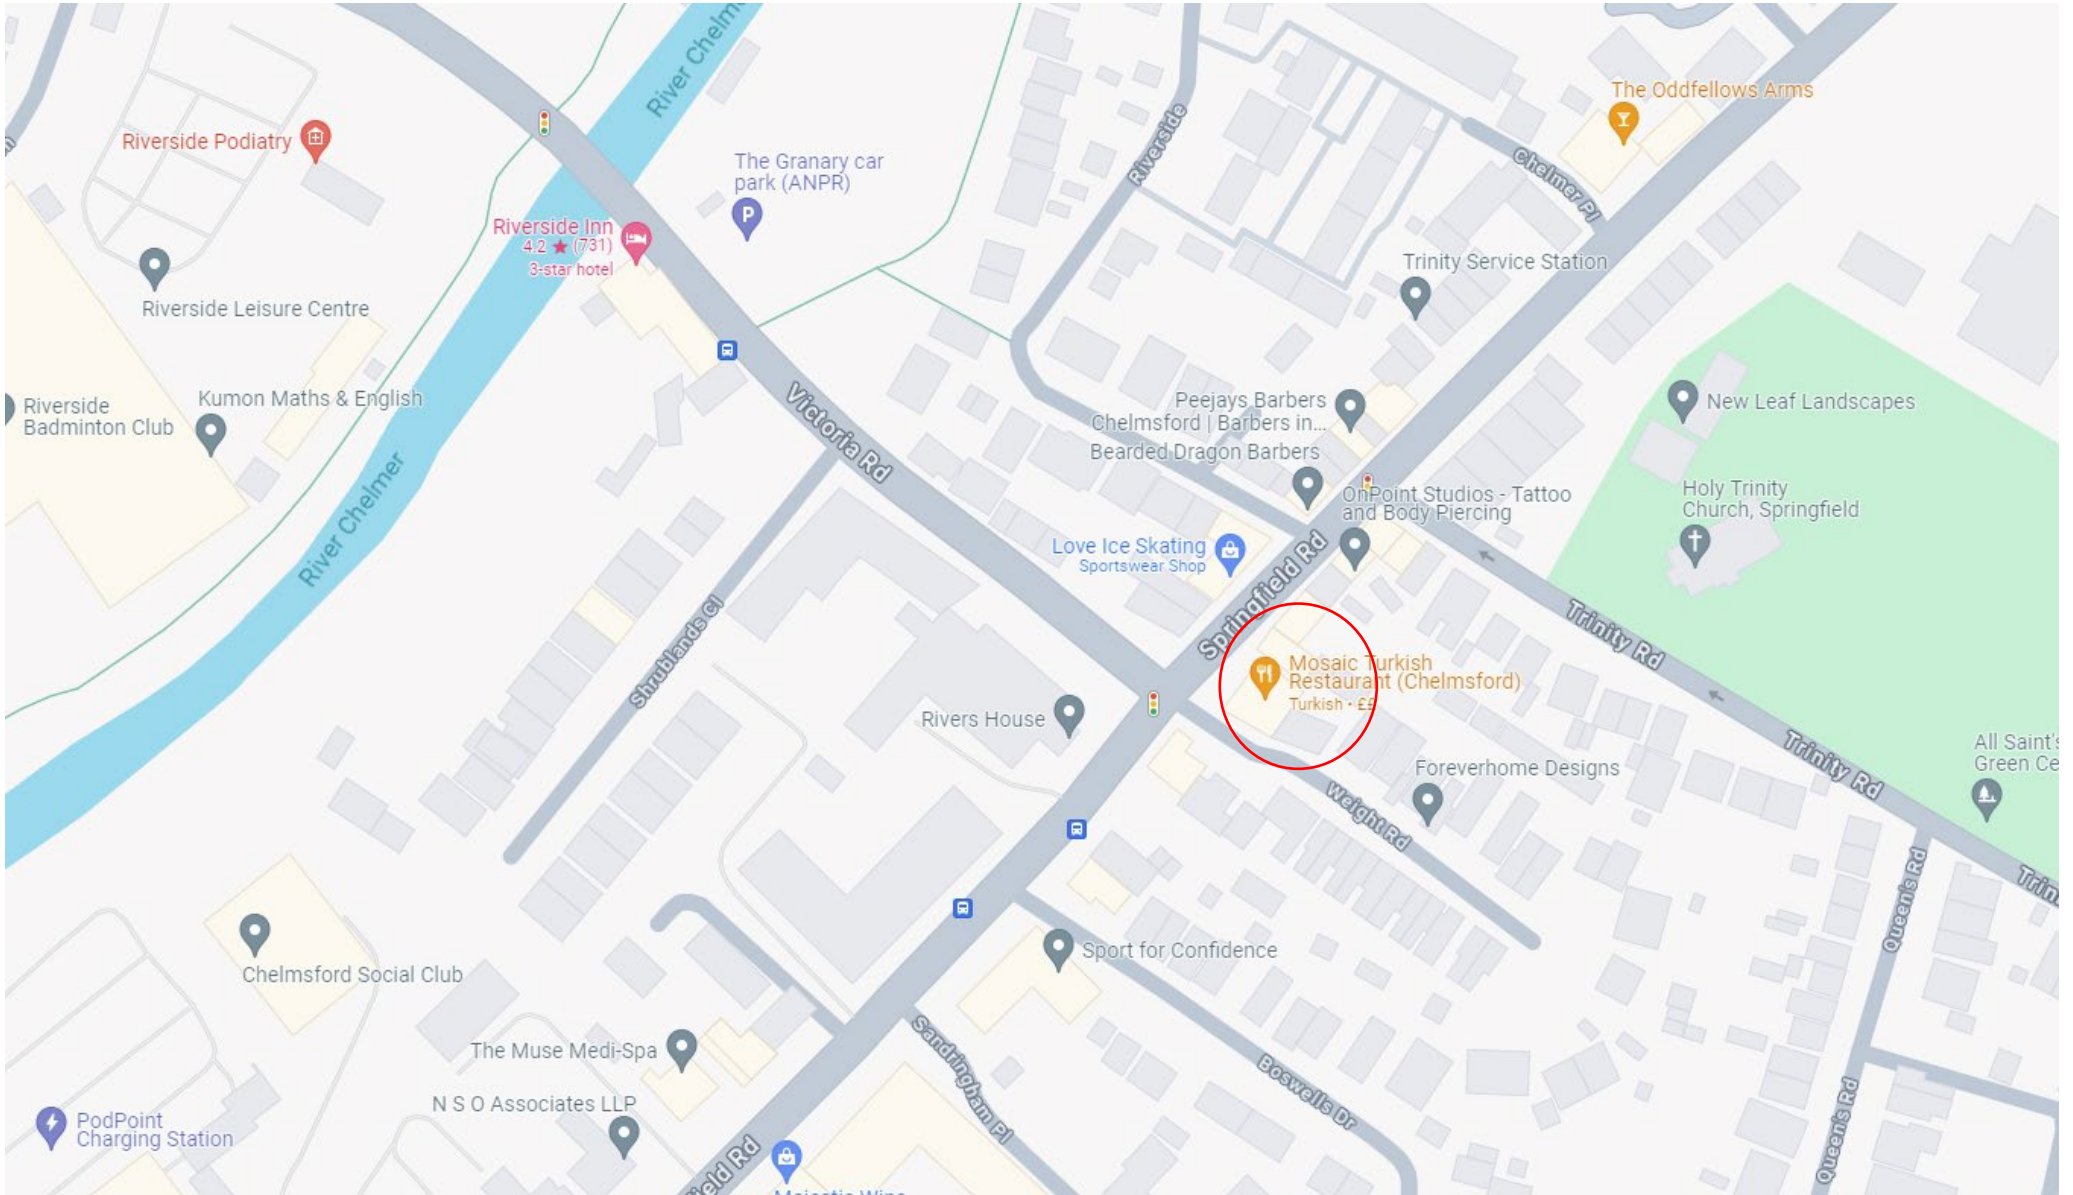 River Chelm
The Oddfellows Arms
Riverside Podiatry
Riverside
The Granary car
park (ANPR)
Chelmer Pl
Riverside Inn
4.2 ★ (731)
3-star hotel
Trinity Service Station
Riverside Leisure Centre
Kumon Maths & English
Riverside
Badminton Club
Victoria Rd
Peejays Barbers
Chelmsford | Barbers in...
Bearded Dragon Barbers
New Leaf Landscapes
OnPoint Studios - Tattoo
and Body Piercing
Holy Trinity
Church, Springfield
River Chelmer
Love Ice Skating
Sportswear Shop
Springfield Rd
Trinity Rd
Shrublands Cl
Mosaic Turkish
Restaurant (Chelmsford)
Turkish · ££
Rivers House
Foreverhome Designs
Trinity Rd
All Saint's
Green Ce
Weight Rd
Queen's Rd
Trin
Sport for Confidence
Chelmsford Social Club
The Muse Medi-Spa
Sandringham Pl
Boswells Dr
N S O Associates LLP
PodPoint
Charging Station
Queen's Rd
ield Rd
Majestic Wine
P